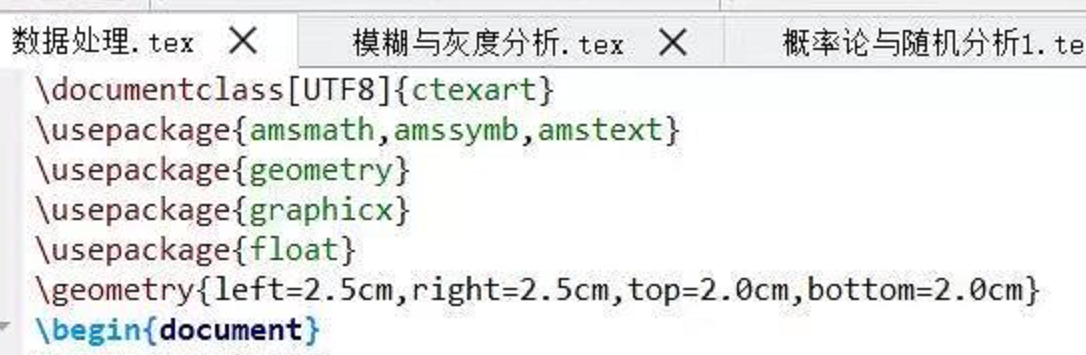 数据处理.tex 模糊与灰度分析.tex 概率论与随机分析1.te
\documentclass[UTF8]{ctexart}
\usepackage{amsmath,amssymb,amstext}
\usepackage{geometry}
\usepackage{graphicx}
\usepackage{float}
\geometry{left=2.5cm,right=2.5cm,top=2.0cm,bottom=2.0cm}
\begin{document}